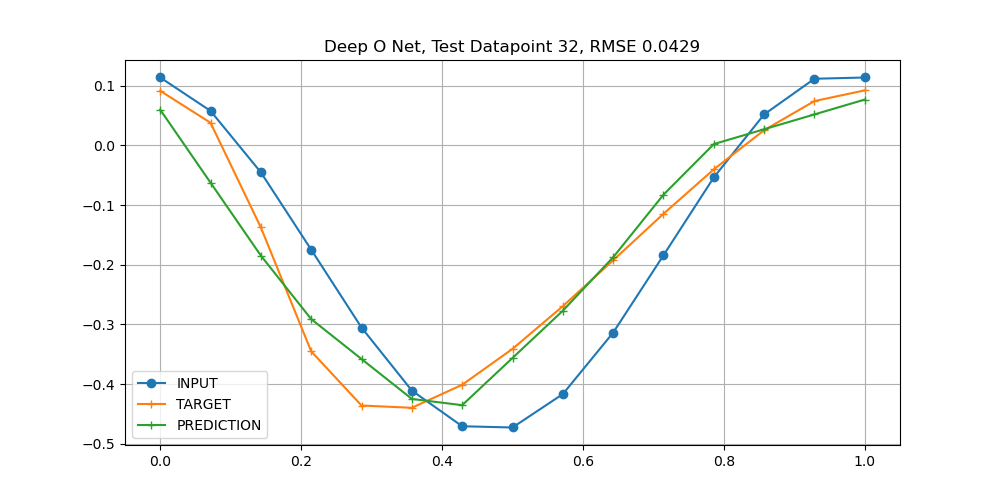 Deep O Net, Test Datapoint 32, RMSE 0.0429
0.1
0.0
−0.1
−0.2
−0.3
−0.4
−0.5
INPUT
TARGET
PREDICTION
0.0 0.2 0.4 0.6 0.8 1.0